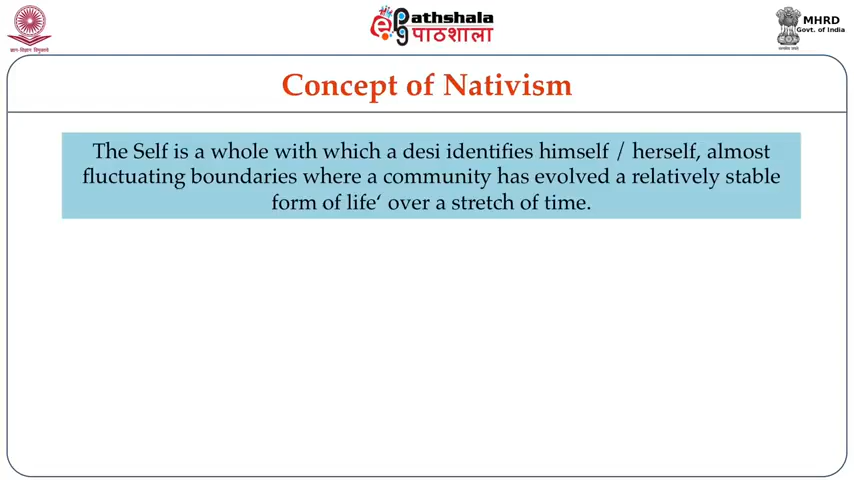 ePathshala
पाठशाला
MHRD
Govt. of India
Concept of Nativism
The Self is a whole with which a desi identifies himself / herself, almost
fluctuating boundaries where a community has evolved a relatively stable
form of life‘ over a stretch of time.